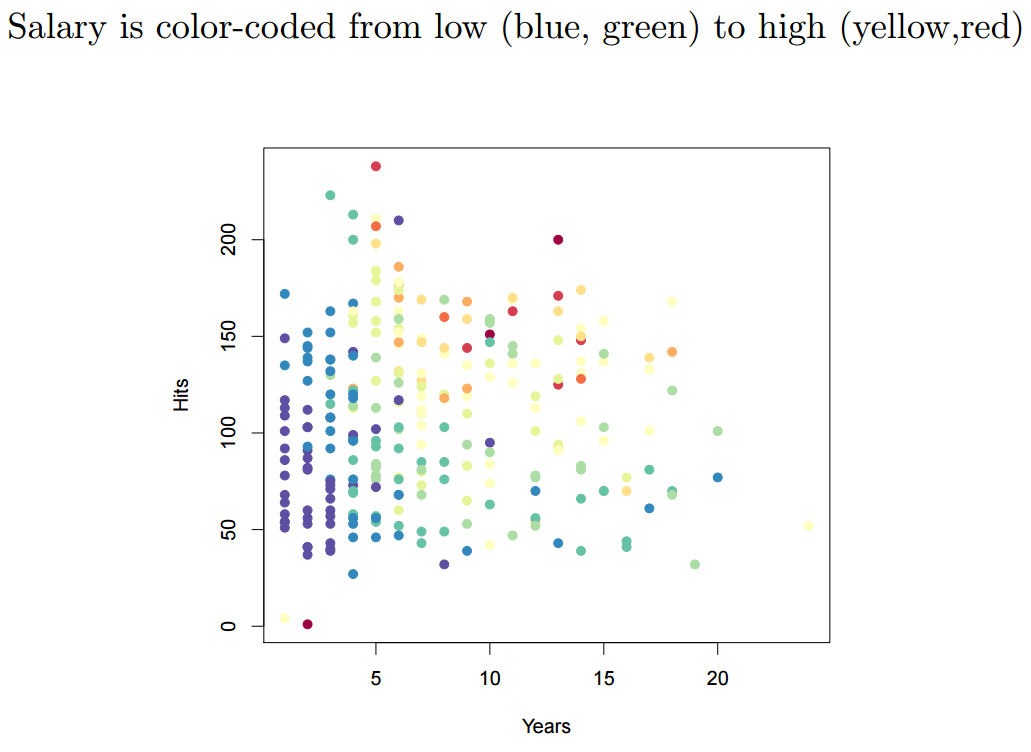 Salary is color-coded from low (blue, green) to high (yellow,red)
200
150
100
50
0
Hits
5 10 15 20
Years